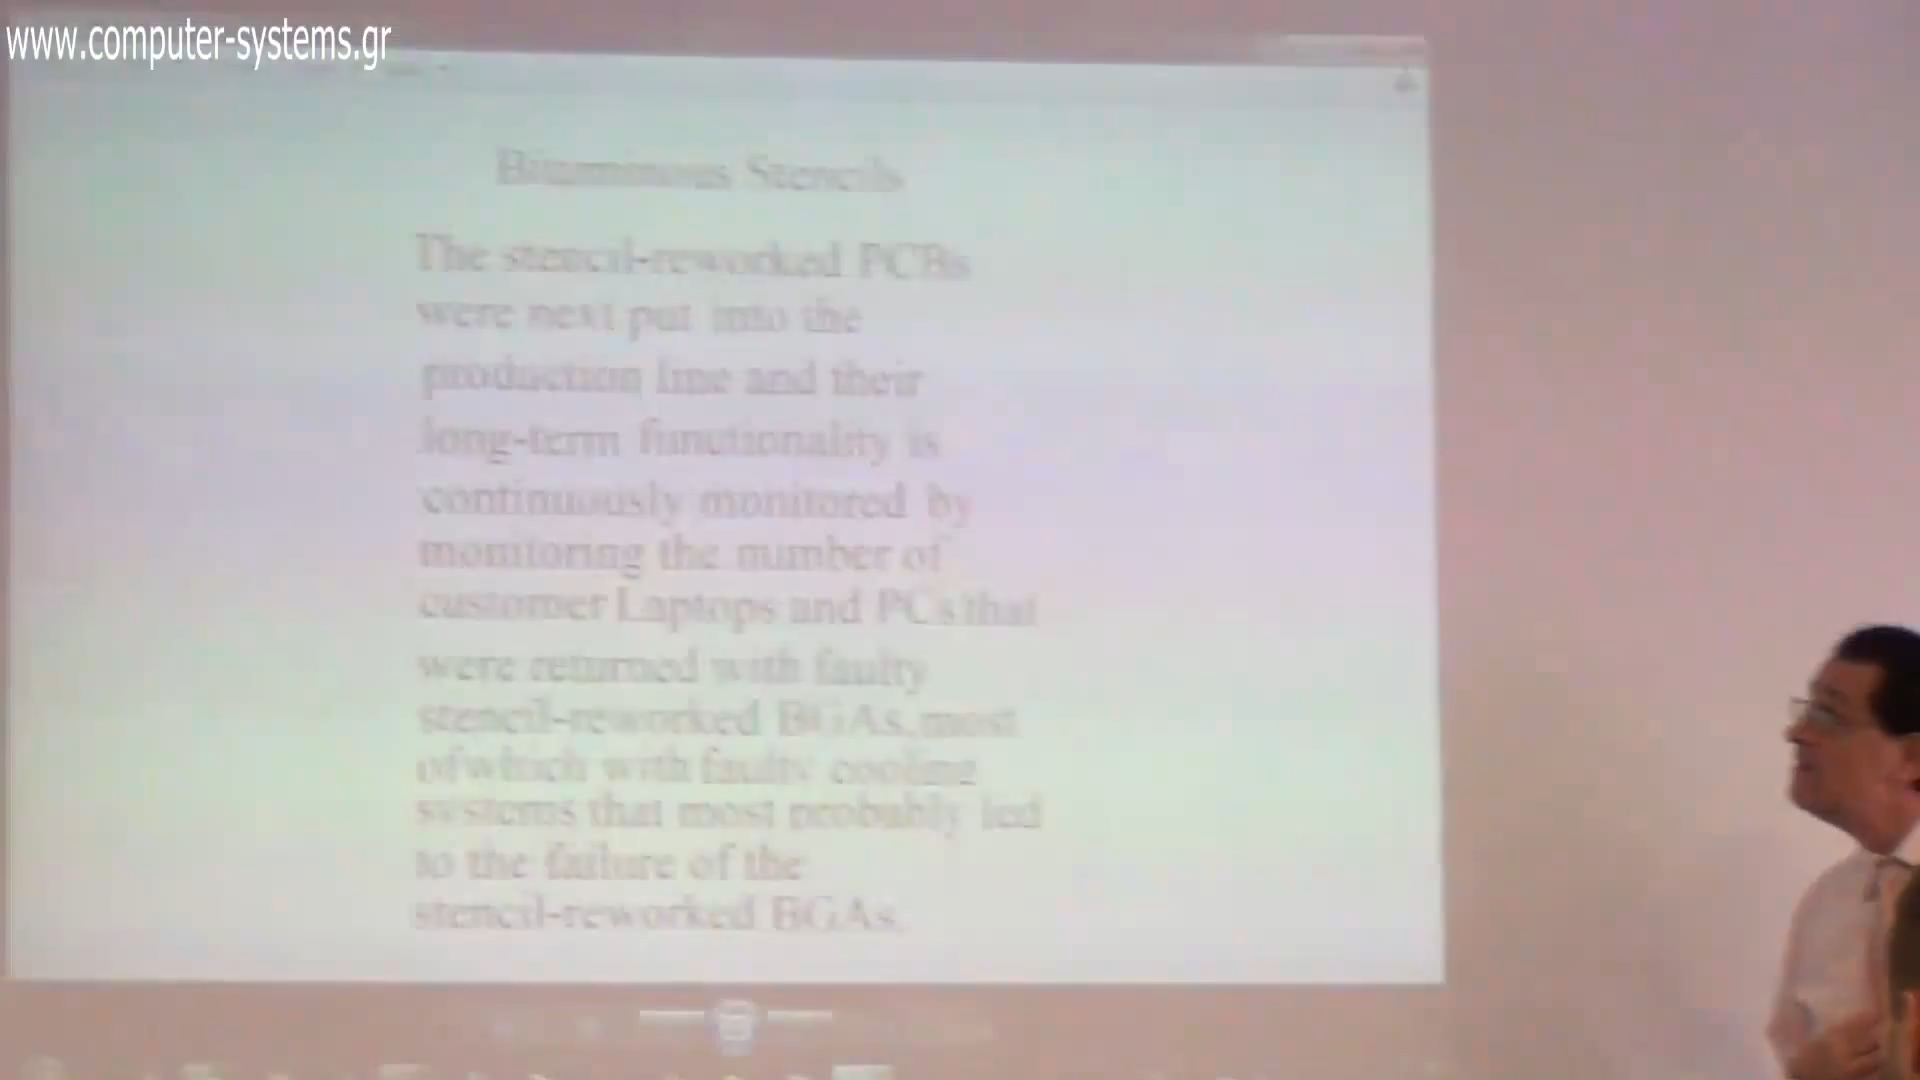 www.computer-systems.gr
Bituminous Stencils
The stencil-reworked PCBs
were next put into the
production line and their
long-term functionality is
continuously monitored by
monitoring the number of
customer Laptops and PCs that
were returned with faulty
stencil-reworked BGAs, most
of which with faulty cooling
systems that most probably led
to the failure of the
stencil-reworked BGAs.